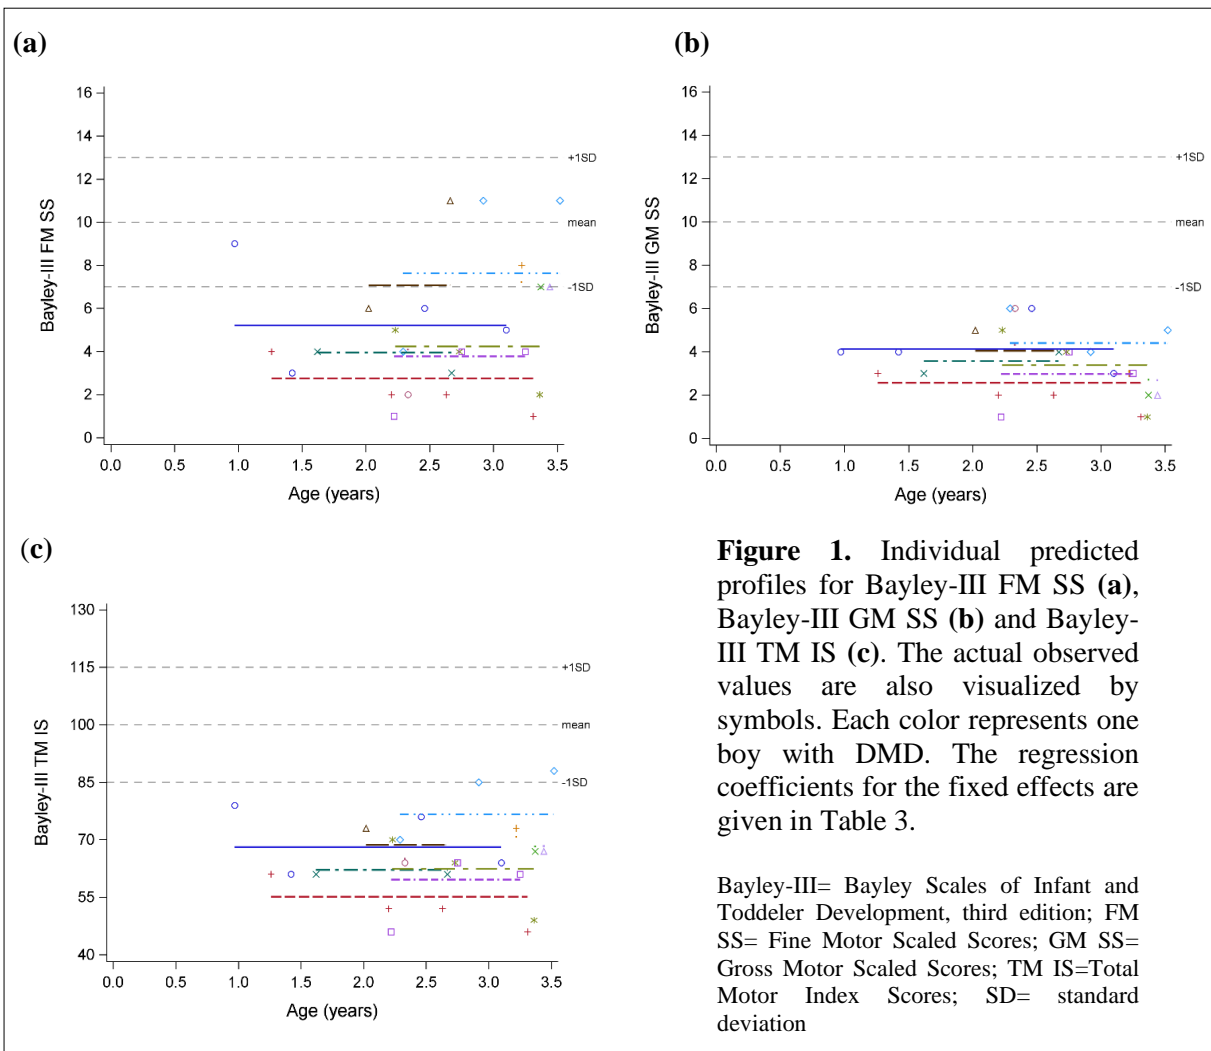 (a)
16
14
12
10
8
6
4
2
0
+1SD
mean
-1SD
Bayley-III FM SS
0.0 0.5 1.0 1.5 2.0 2.5 3.0 3.5
Age (years)
(b)
16
14
12
10
8
6
4
2
0
+1SD
mean
-1SD
Bayley-III GM SS
0.0 0.5 1.0 1.5 2.0 2.5 3.0 3.5
Age (years)
(c)
130
115
100
85
70
55
40
+1SD
mean
-1SD
Bayley-III TM IS
0.0 0.5 1.0 1.5 2.0 2.5 3.0 3.5
Age (years)
Figure 1. Individual predicted
profiles for Bayley-III FM SS (a),
Bayley-III GM SS (b) and Bayley-
III TM IS (c). The actual observed
values are also visualized by
symbols. Each color represents one
boy with DMD. The regression
coefficients for the fixed effects are
given in Table 3.
Bayley-III= Bayley Scales of Infant and
Toddeler Development, third edition; FM
SS= Fine Motor Scaled Scores; GM SS=
Gross Motor Scaled Scores; TM IS=Total
Motor Index Scores; SD= standard
deviation